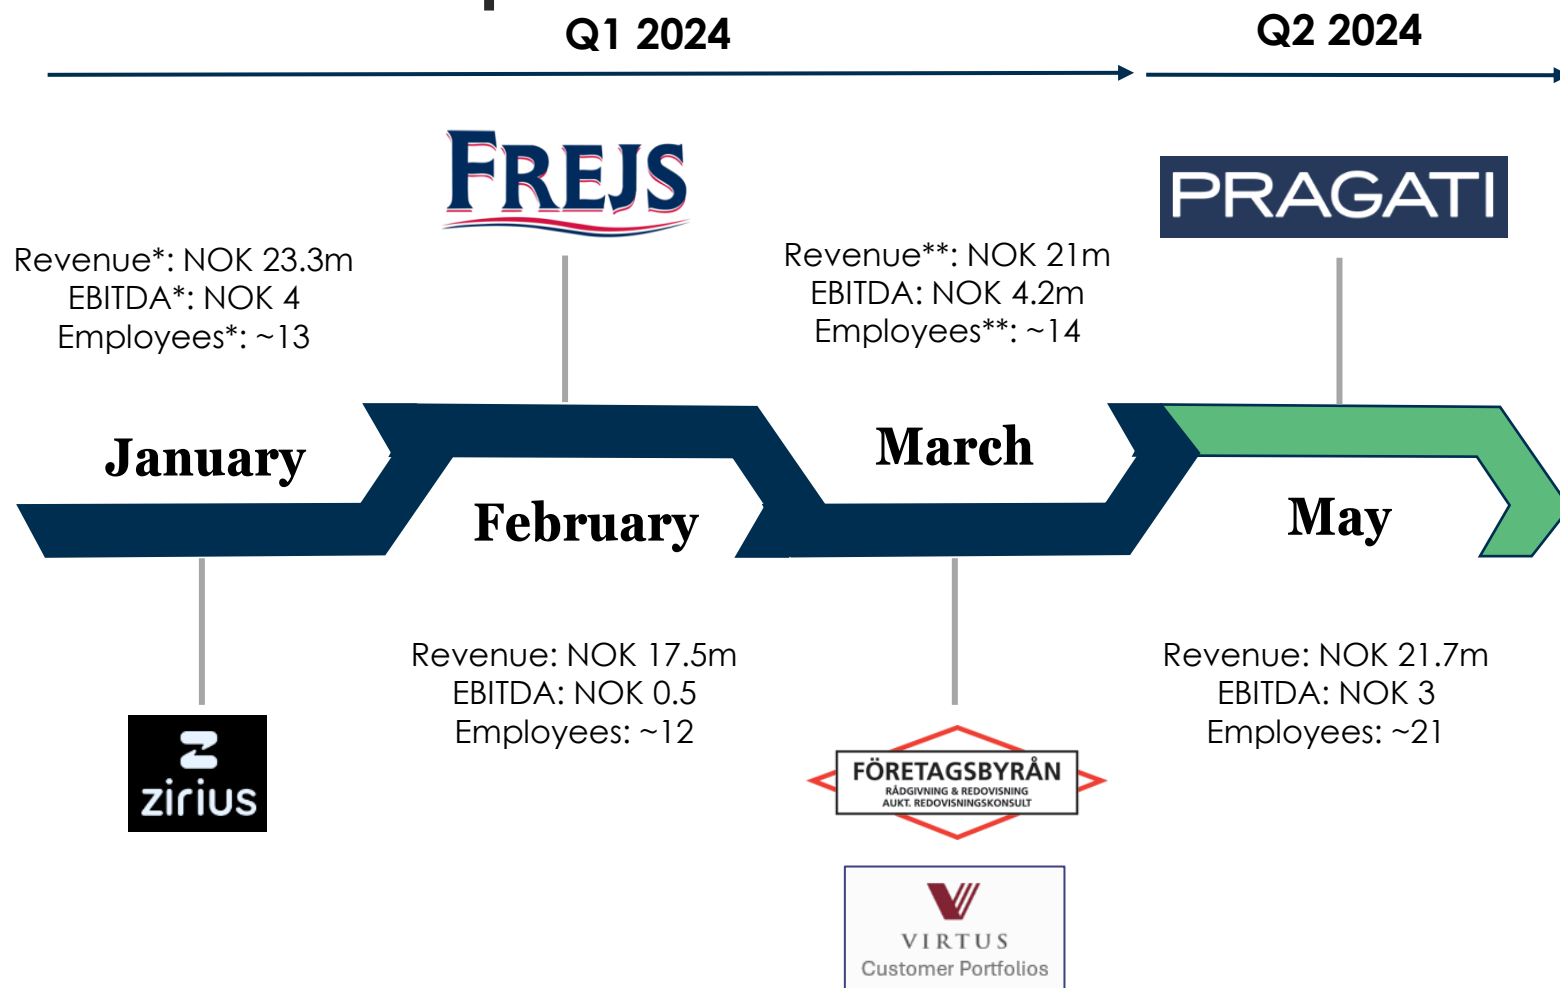 Q1 2024
Q2 2024
FREJS
PRAGATI
Revenue*: NOK 23.3m
EBITDA*: NOK 4
Employees*: ~13
Revenue**: NOK 21m
EBITDA: NOK 4.2m
Employees**: ~14
January
February
March
May
Revenue: NOK 17.5m
EBITDA: NOK 0.5
Employees: ~12
Revenue: NOK 21.7m
EBITDA: NOK 3
Employees: ~21
zirius
FÖRETAGSBYRÅN
RÅDGIVNING & REDOVISNING
AUKT. REDOVISNINGSKONSULT
VIRTUS
Customer Portfolios